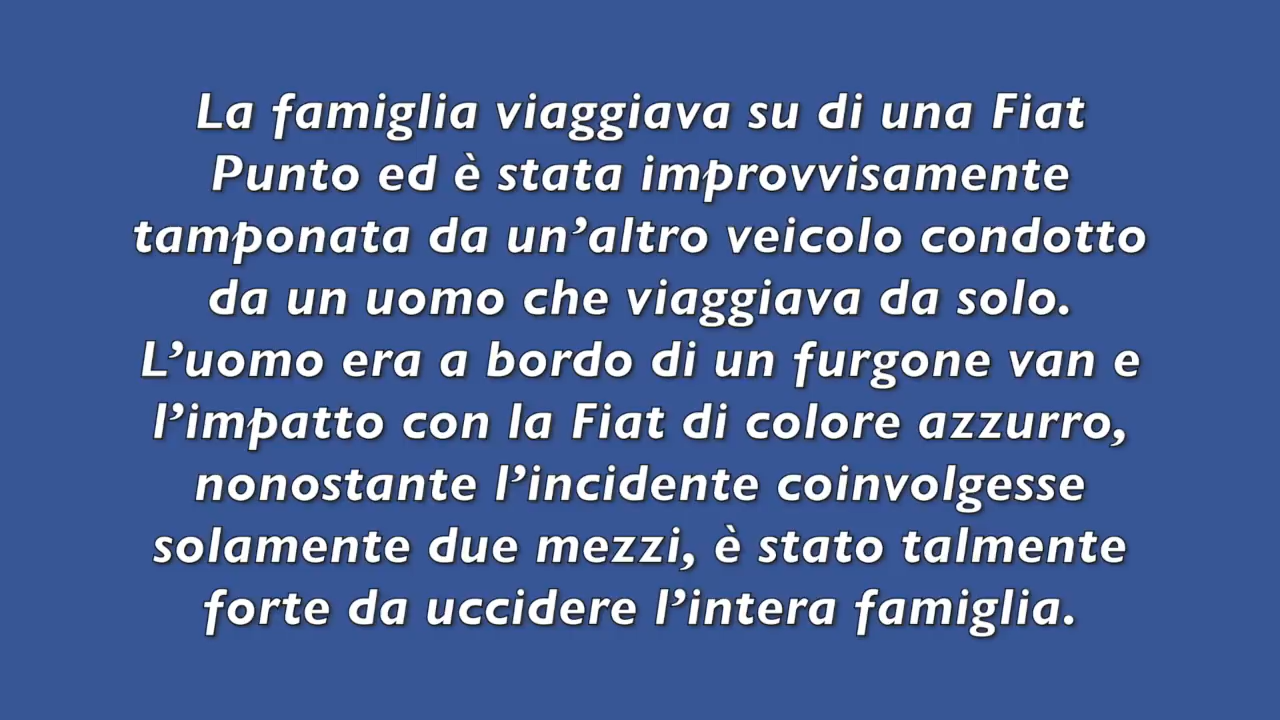 La famiglia viaggiava su di una Fiat
Punto ed è stata improvvisamente
tamponata da un’altro veicolo condotto
da un uomo che viaggiava da solo.
L’uomo era a bordo di un furgone van e
l’impatto con la Fiat di colore azzurro,
nonostante l’incidente coinvolgesse
solamente due mezzi, è stato talmente
forte da uccidere l’intera famiglia.